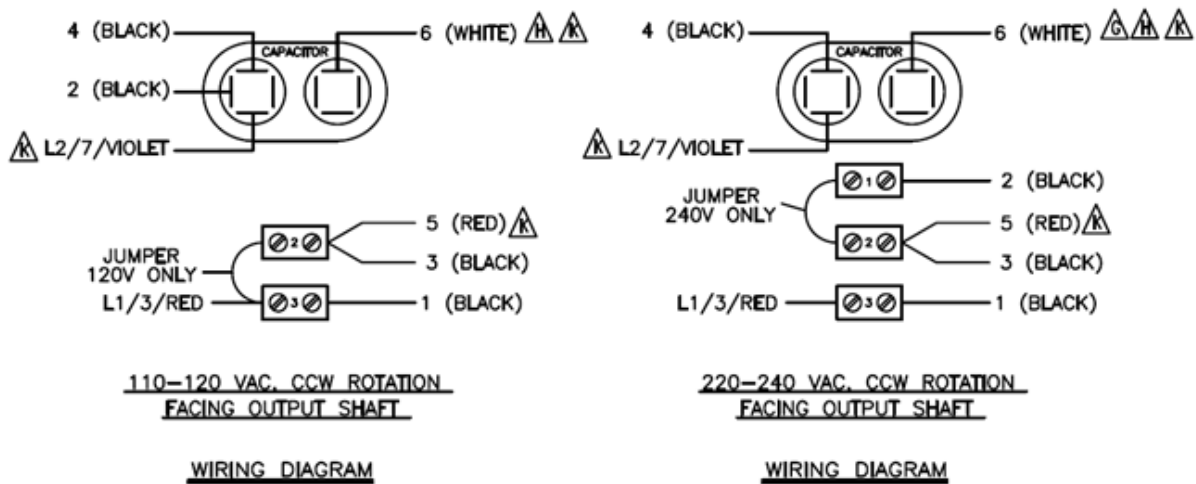 4 (BLACK)
6 (WHITE) H K
CAPACITOR
2 (BLACK)
K L2/7/VIOLET
5 (RED) K
2
JUMPER
120V ONLY
3 (BLACK)
L1/3/RED
3
1 (BLACK)
110-120 VAC. CCW ROTATION
FACING OUTPUT SHAFT
WIRING DIAGRAM
4 (BLACK)
6 (WHITE) G H K
CAPACITOR
K L2/7/VIOLET
1
2 (BLACK)
JUMPER
240V ONLY
5 (RED) K
2
3 (BLACK)
L1/3/RED
3
1 (BLACK)
220-240 VAC. CCW ROTATION
FACING OUTPUT SHAFT
WIRING DIAGRAM